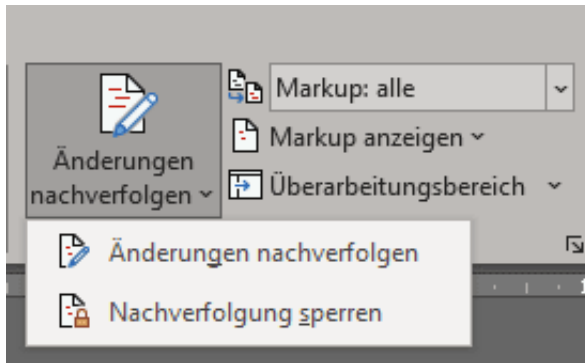 Änderungen
nachverfolgen
Markup: alle
Markup anzeigen
Überarbeitungsbereich
Änderungen nachverfolgen
Nachverfolgung sperren